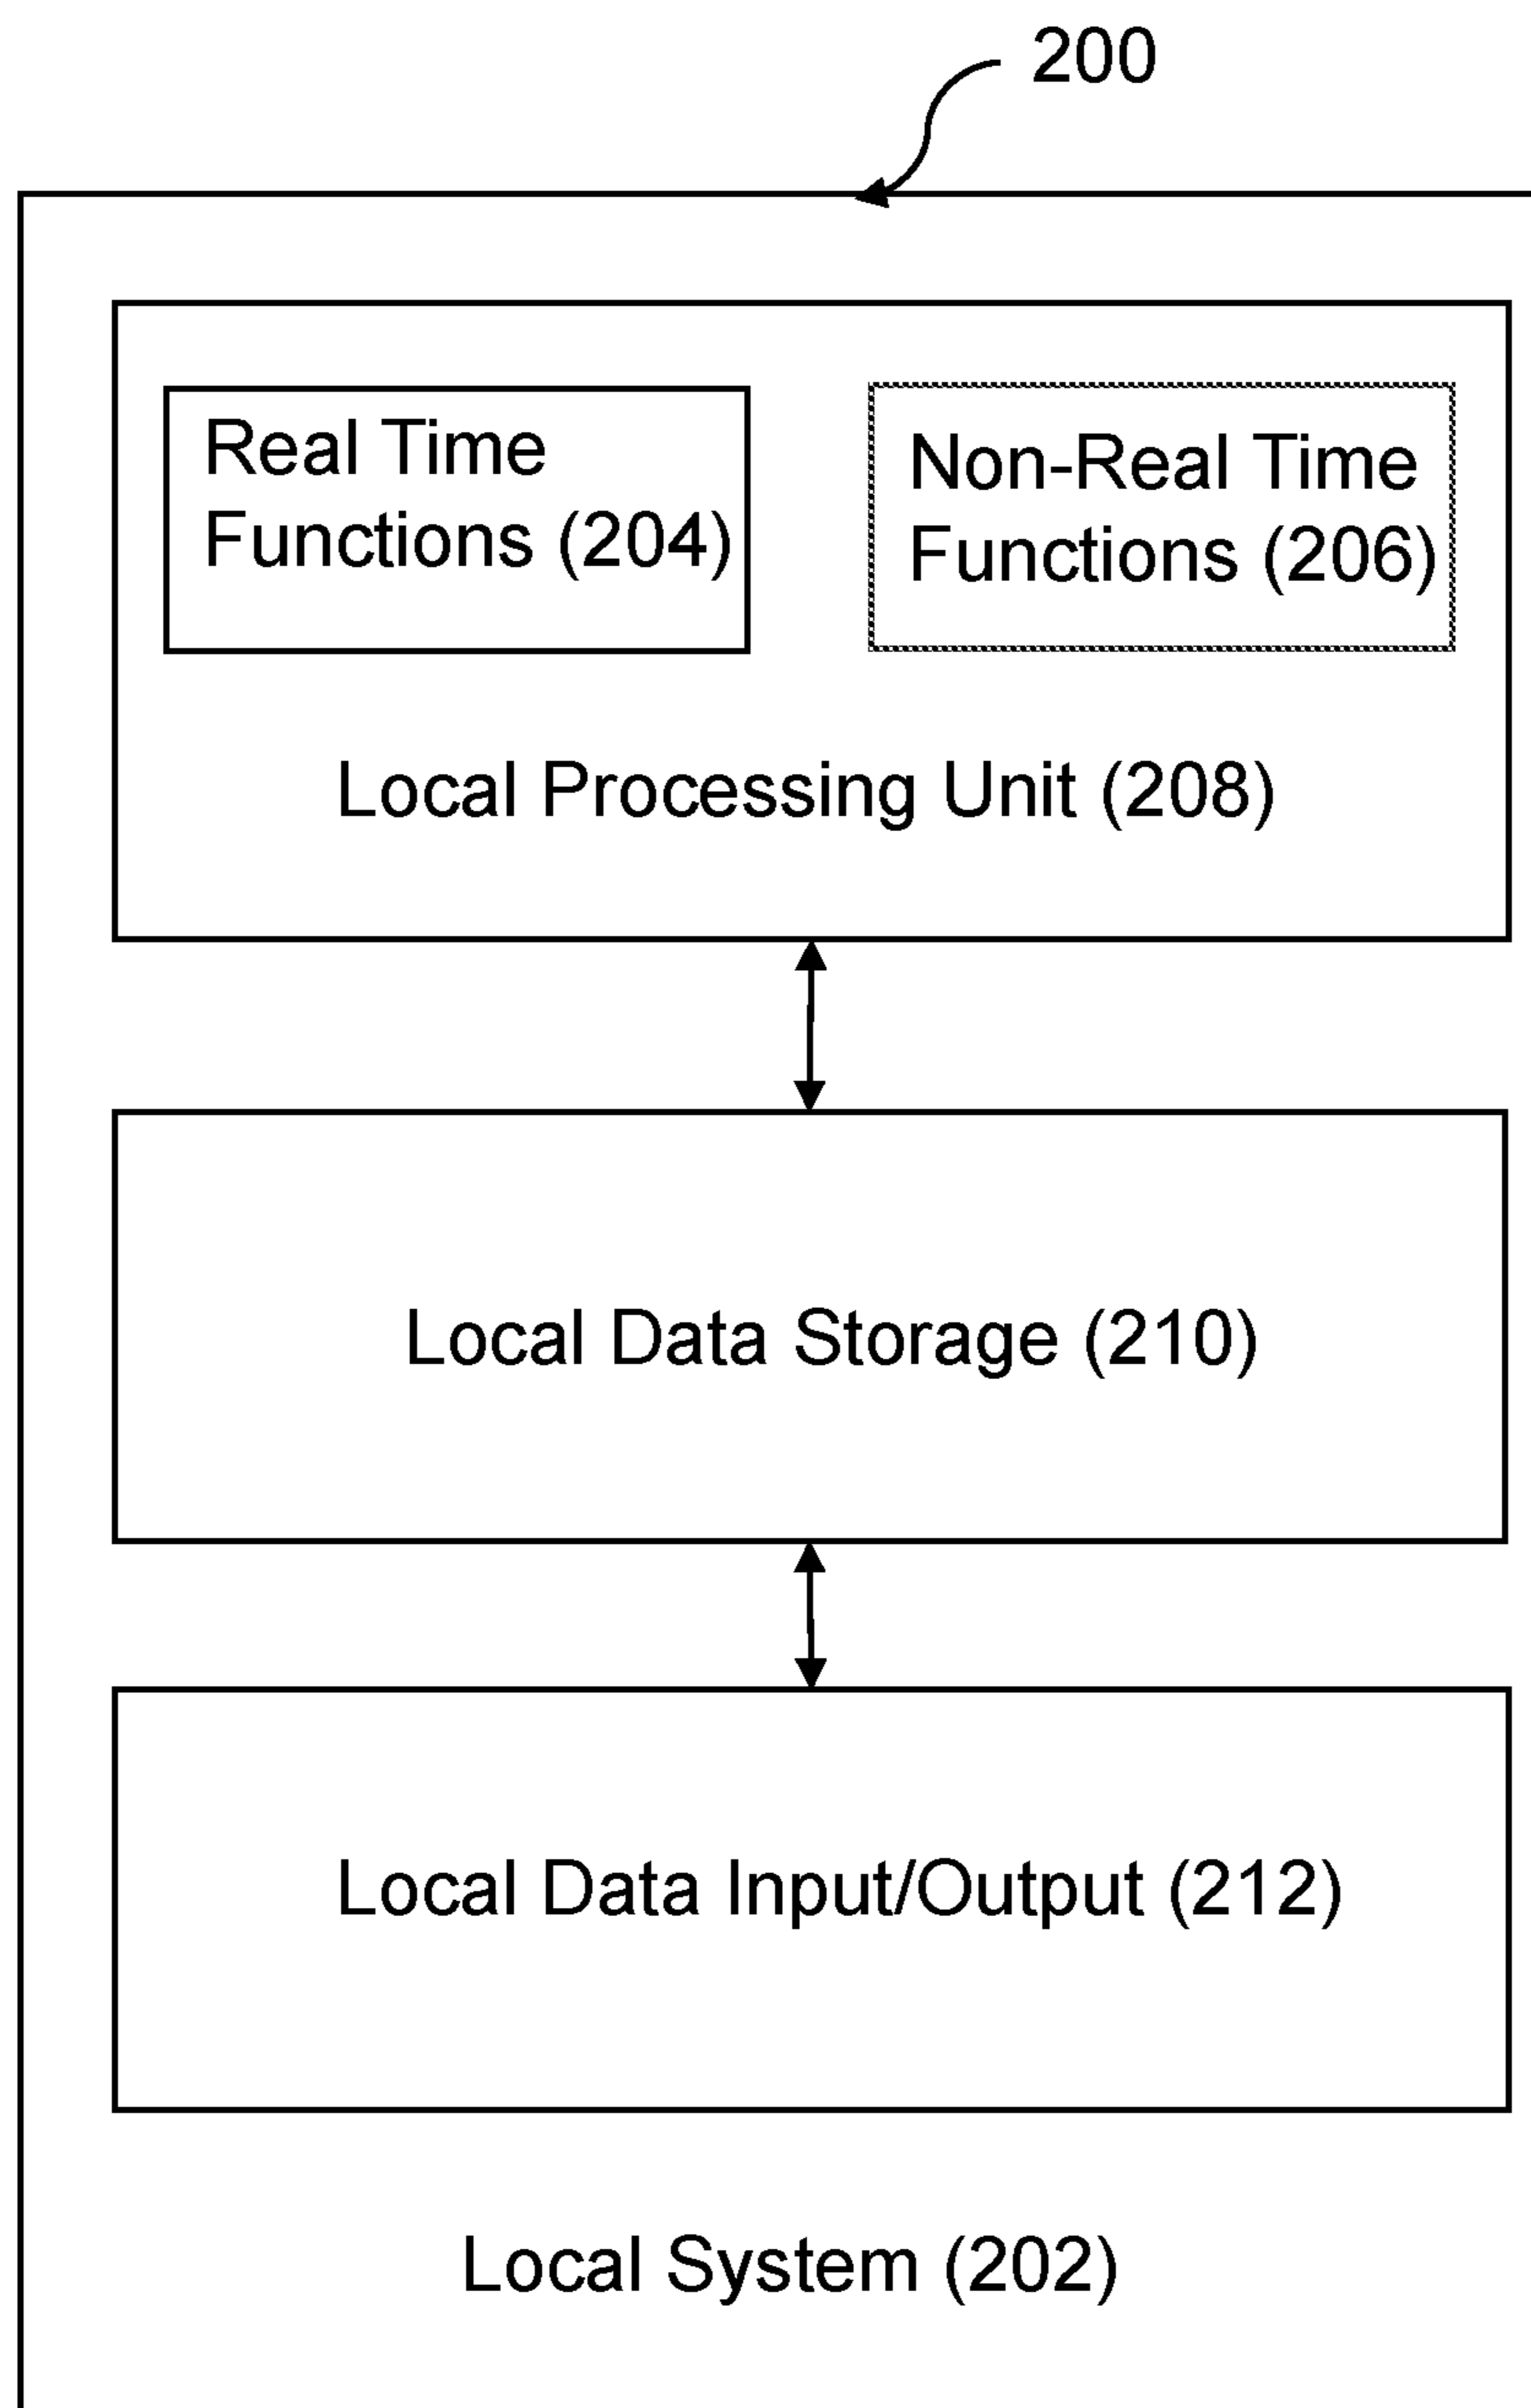 200
Real Time
Functions (204)
Non-Real Time
Functions (206)
Local Processing Unit (208)
Local Data Storage (210)
Local Data Input/Output (212)
Local System (202)